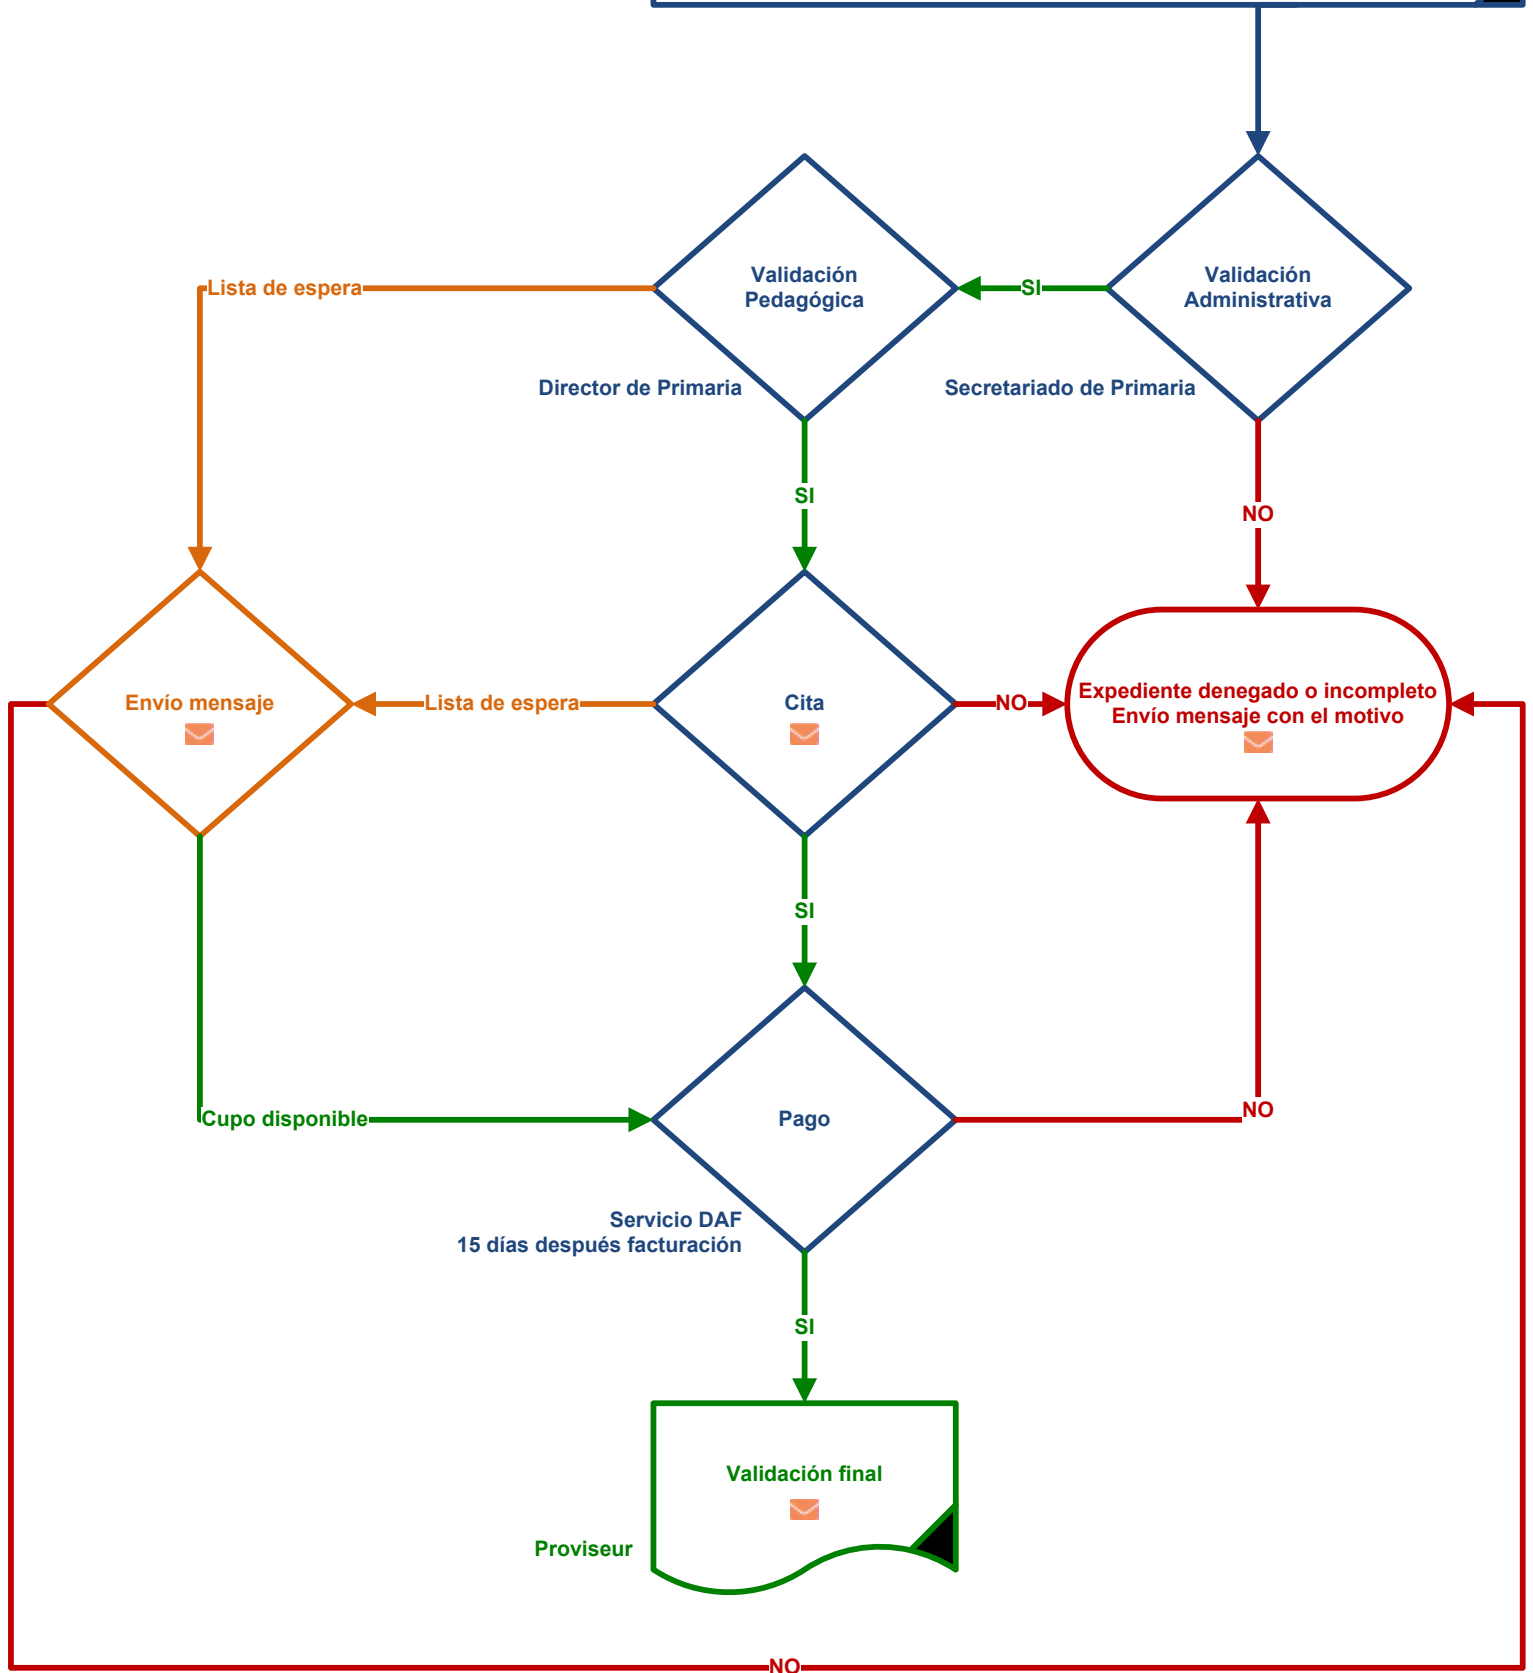 Validación
Pedagógica
Validación
Administrativa
Lista de espera
SI
Director de Primaria
Secretariado de Primaria
SI
NO
Envío mensaje
Lista de espera
Cita
NO
Expediente denegado o incompleto
Envío mensaje con el motivo
SI
Cupo disponible
Pago
NO
Servicio DAF
15 días después facturación
SI
Validación final
Proviseur
NO